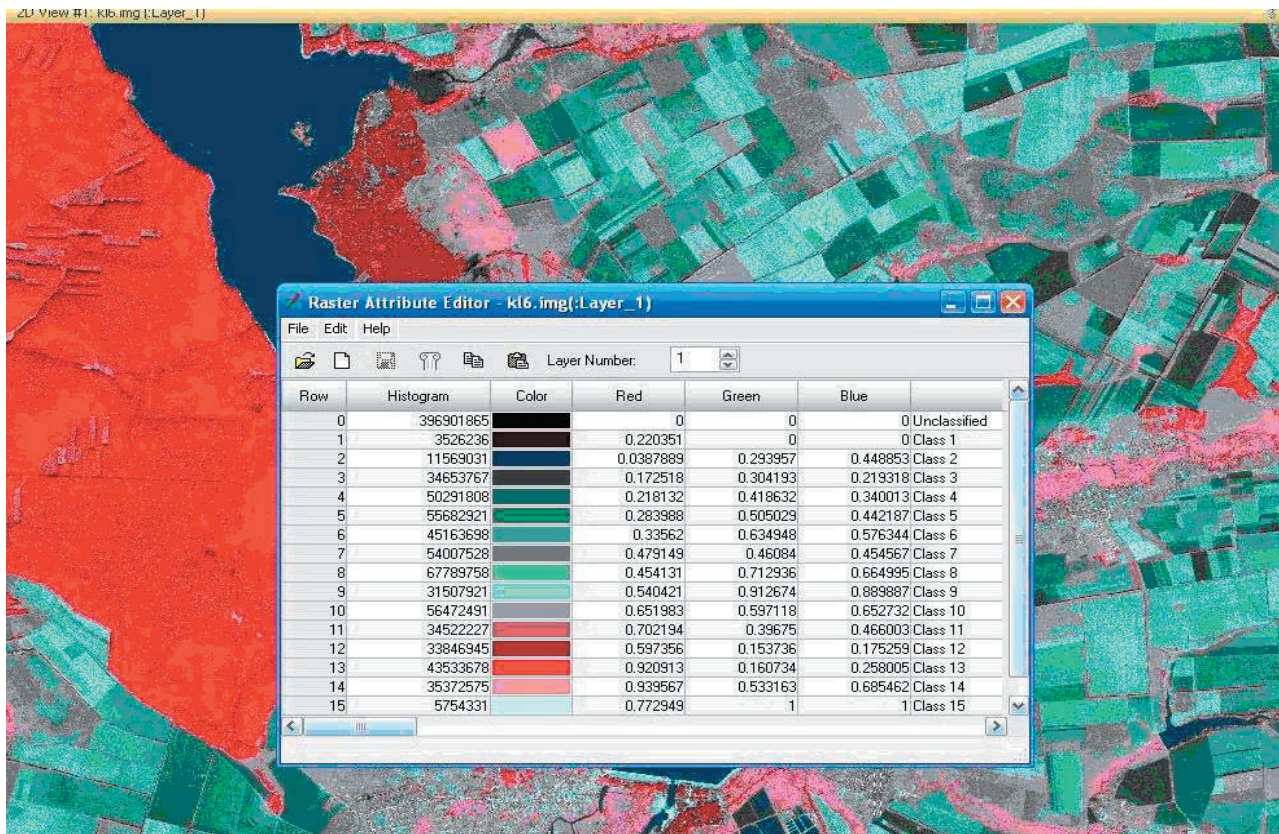 2D View #1: kl6.img (:Layer_1)
Raster Attribute Editor - kl6.img(:Layer_1)
File Edit Help
Layer Number: 1
Row Histogram Color Red Green Blue
0 396901865 0 0 0 Unclassified
1 3526236 0.220351 0 0 Class 1
2 11569031 0.0387889 0.293957 0.448853 Class 2
3 34653767 0.172518 0.304193 0.219318 Class 3
4 50291808 0.218132 0.418632 0.340013 Class 4
5 55682921 0.283988 0.505029 0.442187 Class 5
6 45163698 0.33562 0.634948 0.576344 Class 6
7 54007528 0.479149 0.46084 0.454567 Class 7
8 67789758 0.454131 0.712936 0.664995 Class 8
9 31507921 0.540421 0.912674 0.889887 Class 9
10 56472491 0.651983 0.597118 0.652732 Class 10
11 34522227 0.702194 0.39675 0.466003 Class 11
12 33846945 0.597356 0.153736 0.175259 Class 12
13 43533678 0.920913 0.160734 0.258005 Class 13
14 35372575 0.939567 0.533163 0.685462 Class 14
15 5754331 0.772949 1 1 Class 15